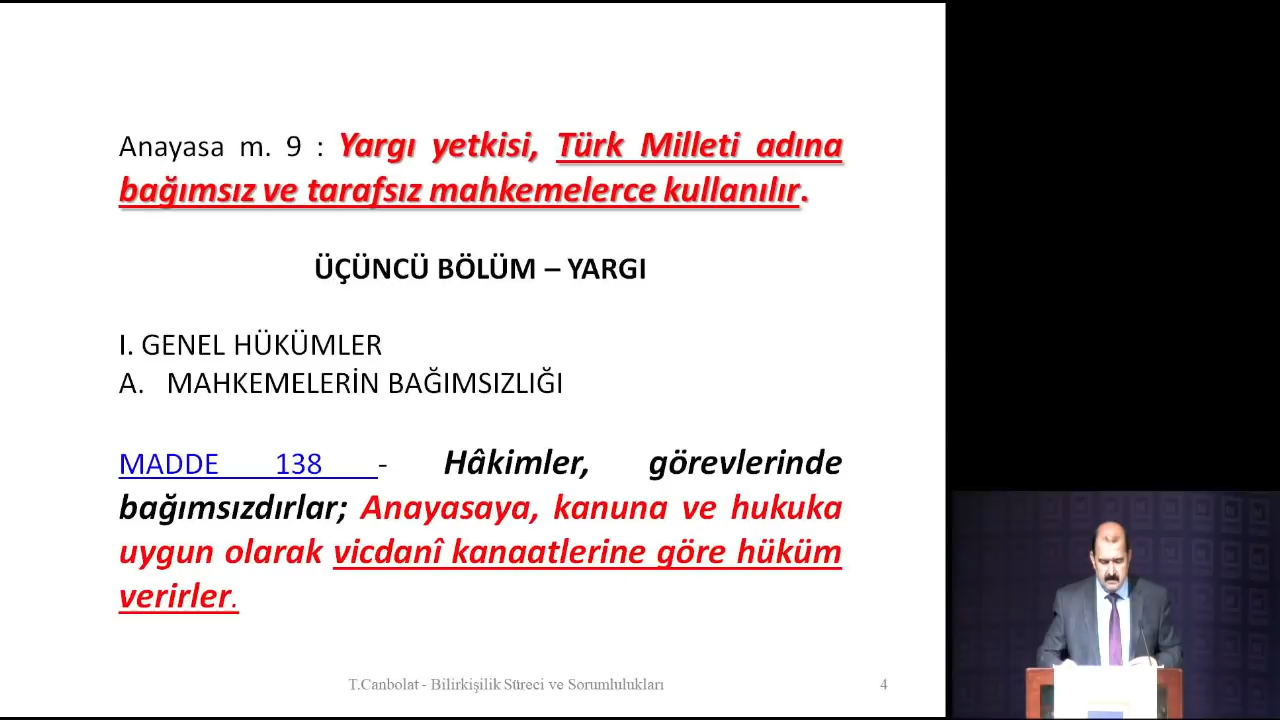 Anayasa m. 9 : Yargı yetkisi, Türk Milleti adına
bağımsız ve tarafsız mahkemelerce kullanılır.
ÜÇÜNCÜ BÖLÜM – YARGI
I. GENEL HÜKÜMLER
A. MAHKEMELERİN BAĞIMSIZLIĞI
MADDE 138 - Hâkimler, görevlerinde
bağımsızdırlar; Anayasaya, kanuna ve hukuka
uygun olarak vicdanî kanaatlerine göre hüküm
verirler.
T.Canbolat - Bilirkişilik Süreci ve Sorumlulukları 4